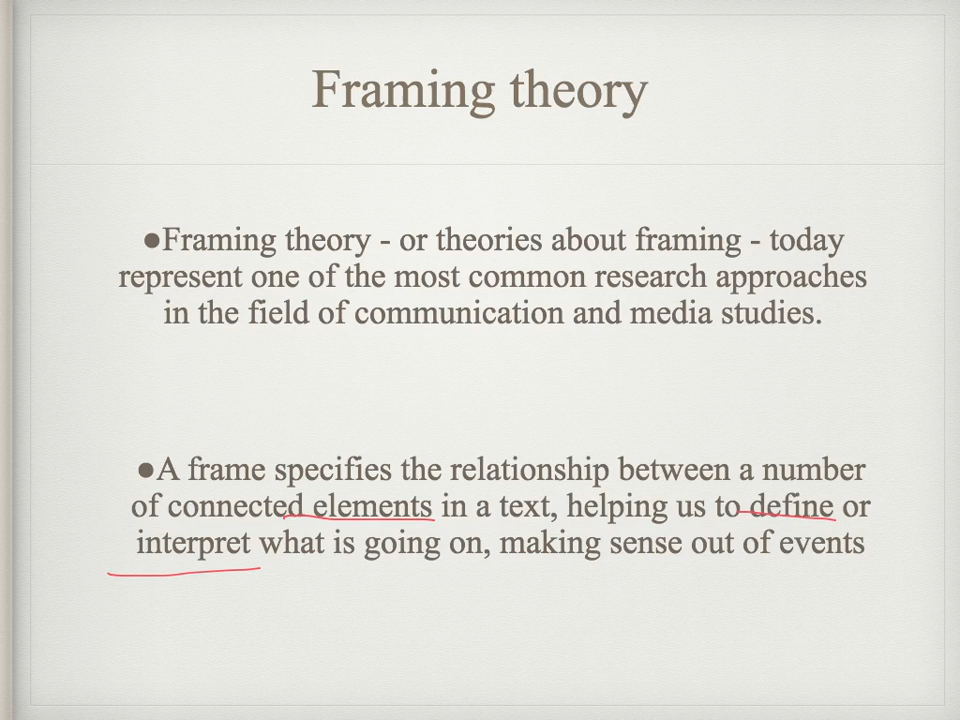 Framing theory
●Framing theory - or theories about framing - today
represent one of the most common research approaches
in the field of communication and media studies.
●A frame specifies the relationship between a number
of connected elements in a text, helping us to define or
interpret what is going on, making sense out of events